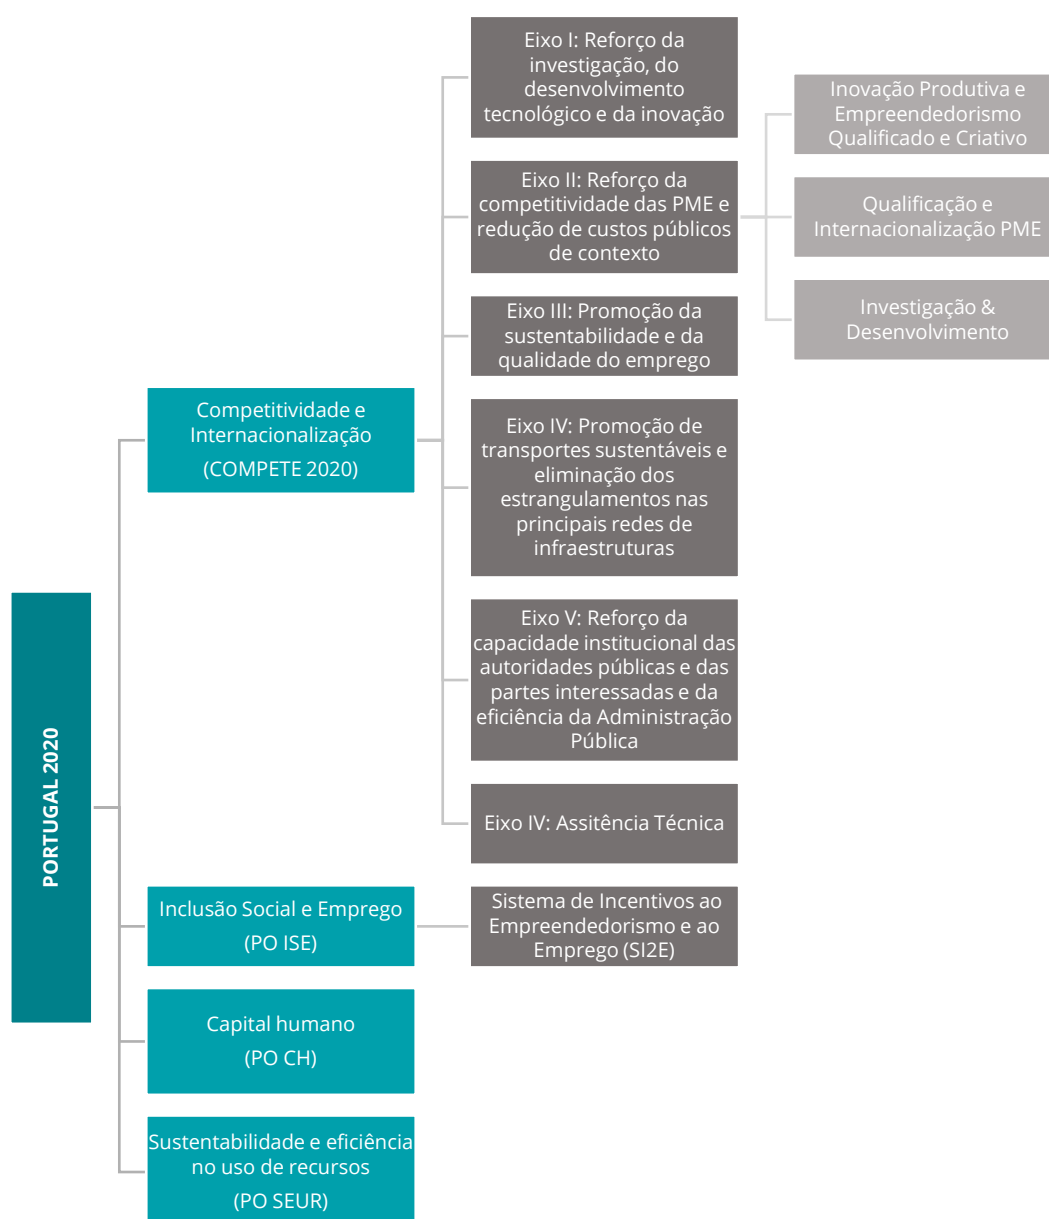 PORTUGAL 2020
Competitividade e
Internacionalização
(COMPETE 2020)
Eixo I: Reforço da
investigação, do
desenvolvimento
tecnológico e da inovação
Eixo II: Reforço da
competitividade das PME e
redução de custos públicos
de contexto
Inovação Produtiva e
Empreendedorismo
Qualificado e Criativo
Qualificação e
Internacionalização PME
Investigação &
Desenvolvimento
Eixo III: Promoção da
sustentabilidade e da
qualidade do emprego
Eixo IV: Promoção de
transportes sustentáveis e
eliminação dos
estrangulamentos nas
principais redes de
infraestruturas
Eixo V: Reforço da
capacidade institucional das
autoridades públicas e das
partes interessadas e da
eficiência da Administração
Pública
Eixo IV: Assitência Técnica
Inclusão Social e Emprego
(PO ISE)
Sistema de Incentivos ao
Empreendedorismo e ao
Emprego (SI2E)
Capital humano
(PO CH)
Sustentabilidade e eficiência
no uso de recursos
(PO SEUR)